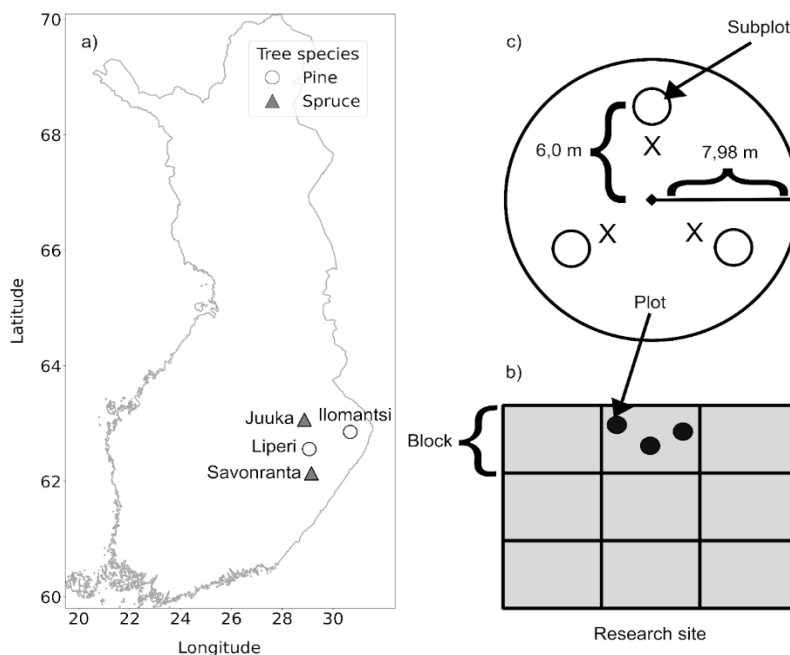 a)
Tree species
Pine
Spruce
70
68
66
64
62
60
Latitude
Juuka
Ilomantsi
Liperi
Savonranta
20 22 24 26 28 30 32
Longitude
c)
Subplot
6,0 m
X
7,98 m
X
X
Plot
b)
Block
Research site